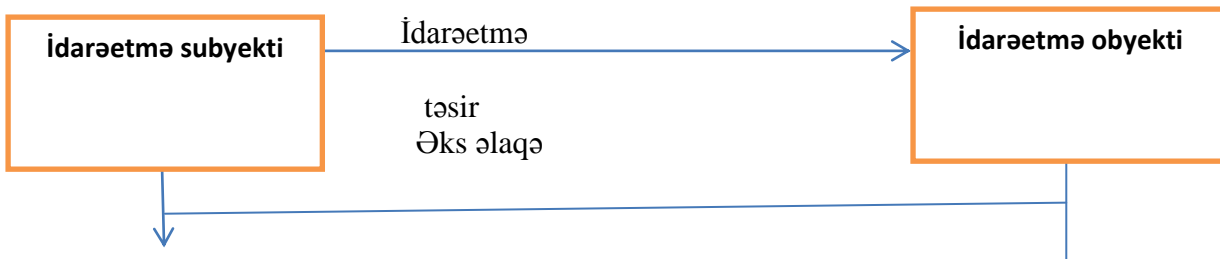 İdarəetmə subyekti
İdarəetmə
İdarəetmə obyekti
təsir
Əks əlaqə